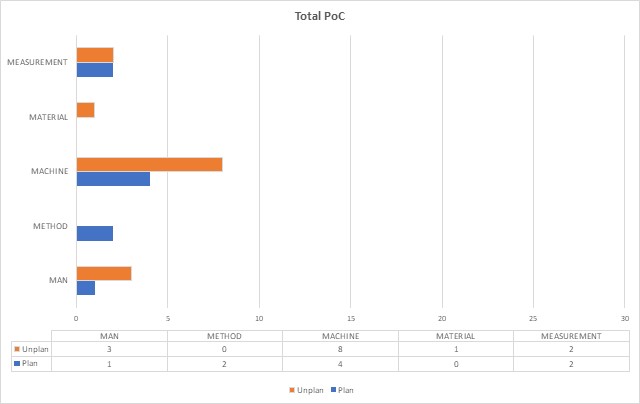 Total PoC
MEASUREMENT
MATERIAL
MACHINE
METHOD
MAN
0 5 10 15 20 25 30
MAN METHOD MACHINE MATERIAL MEASUREMENT
Unplan 3 0 8 1 2
Plan 1 2 4 0 2
Unplan Plan